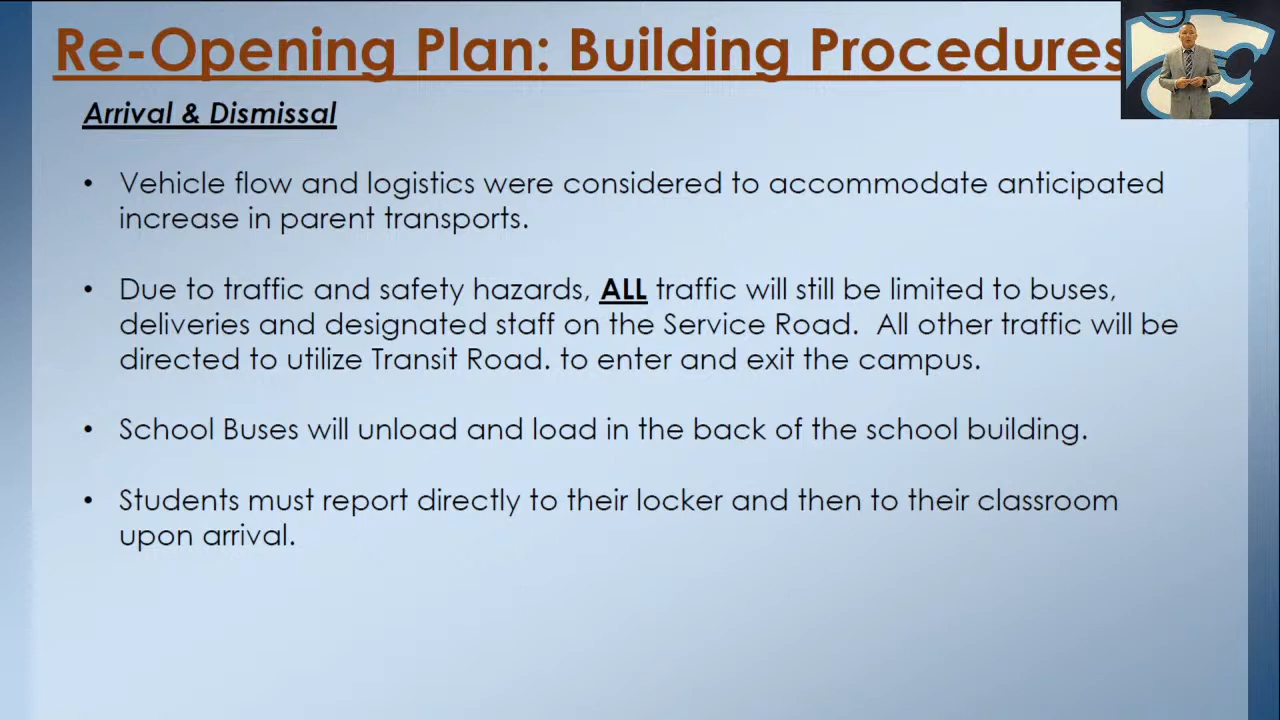 Re-Opening Plan: Building Procedures
Arrival & Dismissal
• Vehicle flow and logistics were considered to accommodate anticipated
increase in parent transports.
• Due to traffic and safety hazards, ALL traffic will still be limited to buses,
deliveries and designated staff on the Service Road.  All other traffic will be
directed to utilize Transit Road. to enter and exit the campus.
• School Buses will unload and load in the back of the school building.
• Students must report directly to their locker and then to their classroom
upon arrival.